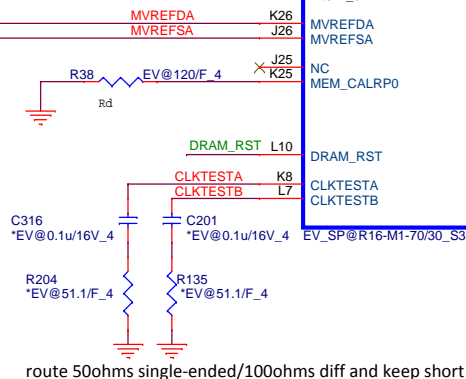 MVREFDA K26 MVREFDA
MVREFSA J26 MVREFSA
J25 NC
R38 EV@120/F_4 K25 MEM_CALRP0
Rd
DRAM_RST L10 DRAM_RST
CLKTESTA K8 CLKTESTA
CLKTESTB L7 CLKTESTB
C316 C201
*EV@0.1u/16V_4 *EV@0.1u/16V_4 EV_SP@R16-M1-70/30_S3
R204 R135
*EV@51.1/F_4 *EV@51.1/F_4
route 50ohms single-ended/100ohms diff and keep short